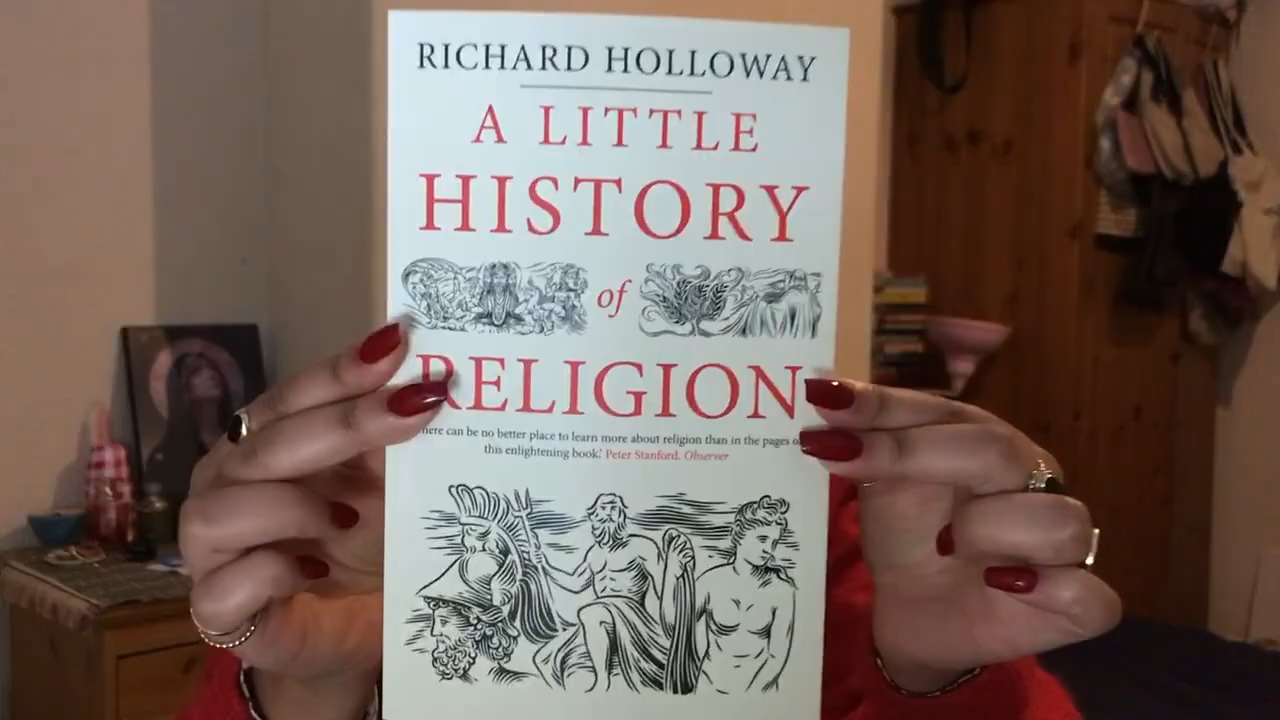 RICHARD HOLLOWAY
A LITTLE
HISTORY
of
RELIGION
here can be no better place to learn more about religion than in the pages
this enlightening book.' Peter Stanford, Observer